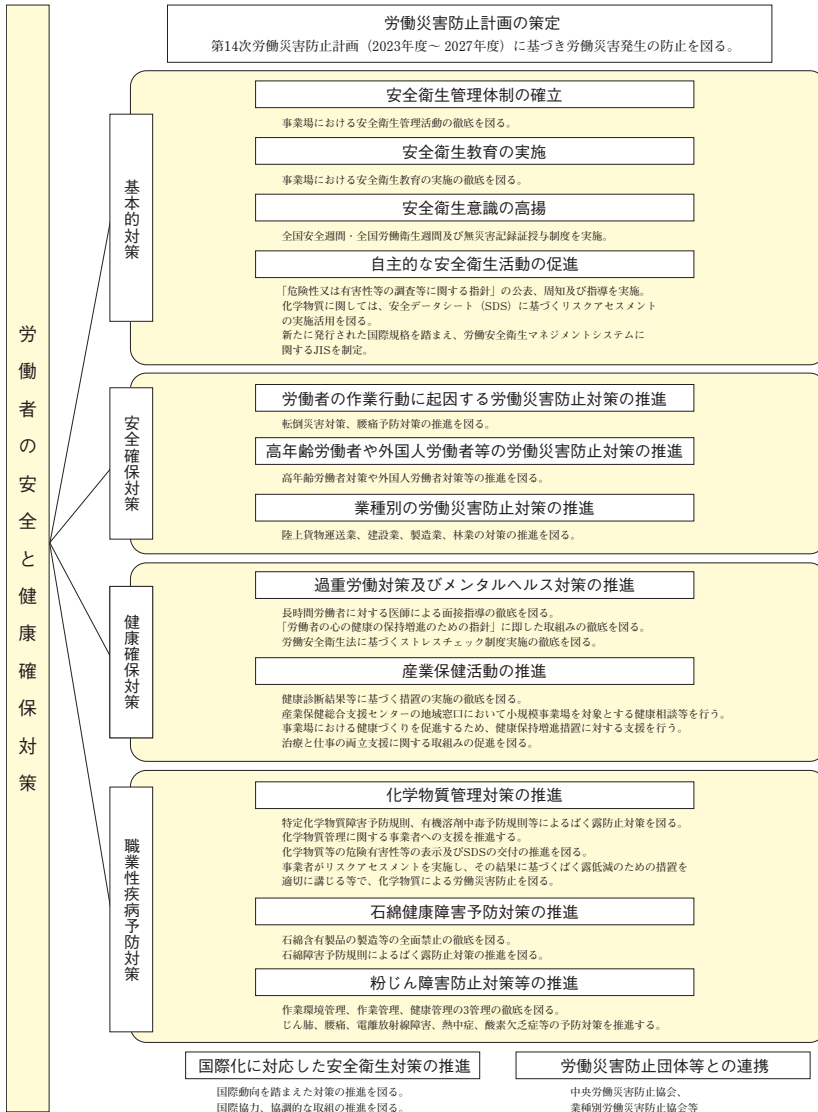 労働者の安全と健康確保対策
労働災害防止計画の策定
第14次労働災害防止計画（2023年度〜2027年度）に基づき労働災害発生の防止を図る。
基本的対策
安全衛生管理体制の確立
事業場における安全衛生管理活動の徹底を図る。
安全衛生教育の実施
事業場における安全衛生教育の実施の徹底を図る。
安全衛生意識の高揚
全国安全週間・全国労働衛生週間及び無災害記録証授与制度を実施。
自主的な安全衛生活動の促進
「危険性又は有害性等の調査等に関する指針」の公表、周知及び指導を実施。
化学物質に関しては、安全データシート（SDS）に基づくリスクアセスメント
の実施活用を図る。
新たに発行された国際規格を踏まえ、労働安全衛生マネジメントシステムに
関するJISを制定。
安全確保対策
労働者の作業行動に起因する労働災害防止対策の推進
転倒災害対策、腰痛予防対策の推進を図る。
高年齢労働者や外国人労働者等の労働災害防止対策の推進
高年齢労働者対策や外国人労働者対策等の推進を図る。
業種別の労働災害防止対策の推進
陸上貨物運送業、建設業、製造業、林業の対策の推進を図る。
健康確保対策
過重労働対策及びメンタルヘルス対策の推進
長時間労働者に対する医師による面接指導の徹底を図る。
「労働者の心の健康の保持増進のための指針」に即した取組みの徹底を図る。
労働安全衛生法に基づくストレスチェック制度実施の徹底を図る。
産業保健活動の推進
健康診断結果等に基づく措置の実施の徹底を図る。
産業保健総合支援センターの地域窓口において小規模事業場を対象とする健康相談等を行う。
事業場における健康づくりを促進するため、健康保持増進措置に対する支援を行う。
治療と仕事の両立支援に関する取組みの促進を図る。
職業性疾病予防対策
化学物質管理対策の推進
特定化学物質障害予防規則、有機溶剤中毒予防規則等によるばく露防止対策を図る。
化学物質管理に関する事業者への支援を推進する。
化学物質等の危険有害性等の表示及びSDSの交付の推進を図る。
事業者がリスクアセスメントを実施し、その結果に基づくばく露低減のための措置を
適切に講じる等で、化学物質による労働災害防止を図る。
石綿健康障害予防対策の推進
石綿含有製品の製造等の全面禁止の徹底を図る。
石綿障害予防規則によるばく露防止対策の推進を図る。
粉じん障害防止対策等の推進
作業環境管理、作業管理、健康管理の3管理の徹底を図る。
じん肺、腰痛、電離放射線障害、熱中症、酸素欠乏症等の予防対策を推進する。
国際化に対応した安全衛生対策の推進
国際動向を踏まえた対策の推進を図る。
国際協力、協調的な取組の推進を図る。
労働災害防止団体等との連携
中央労働災害防止協会、
業種別労働災害防止協会等